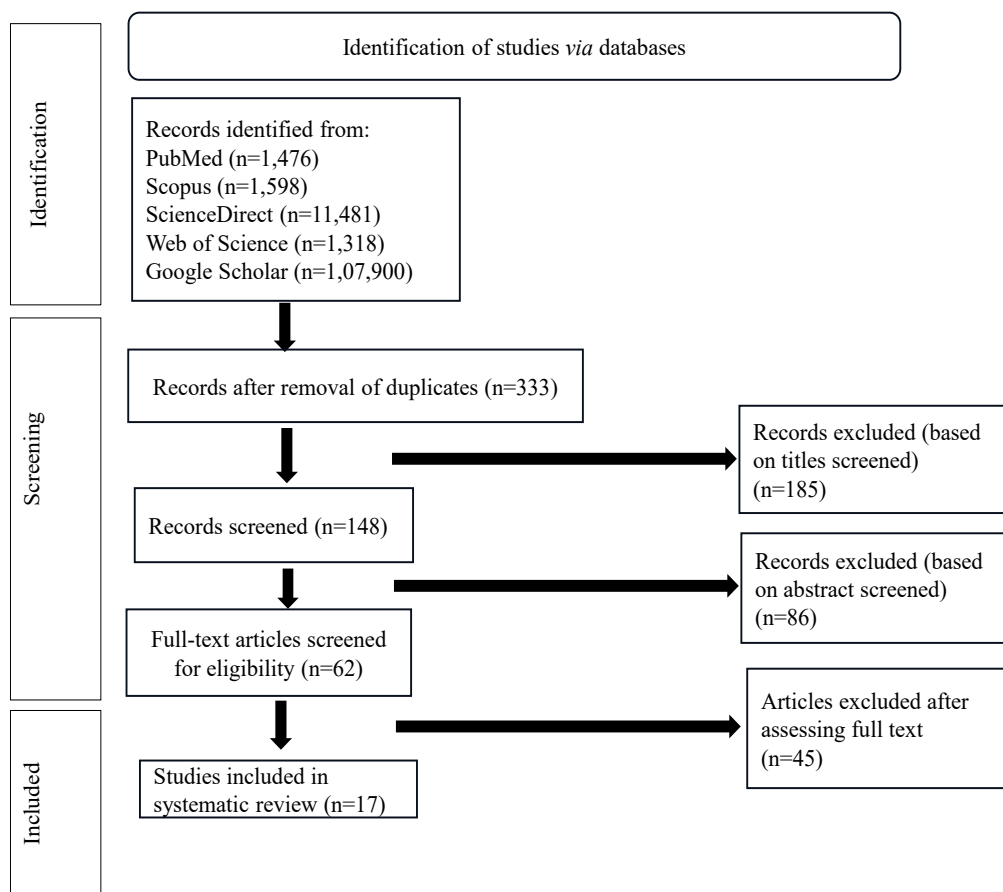 Identification of studies via databases
Identification
Records identified from:
PubMed (n=1,476)
Scopus (n=1,598)
ScienceDirect (n=11,481)
Web of Science (n=1,318)
Google Scholar (n=1,07,900)
Screening
Records after removal of duplicates (n=333)
Records excluded (based
on titles screened)
(n=185)
Records screened (n=148)
Records excluded (based
on abstract screened)
(n=86)
Full-text articles screened
for eligibility (n=62)
Articles excluded after
assessing full text
(n=45)
Included
Studies included in
systematic review (n=17)